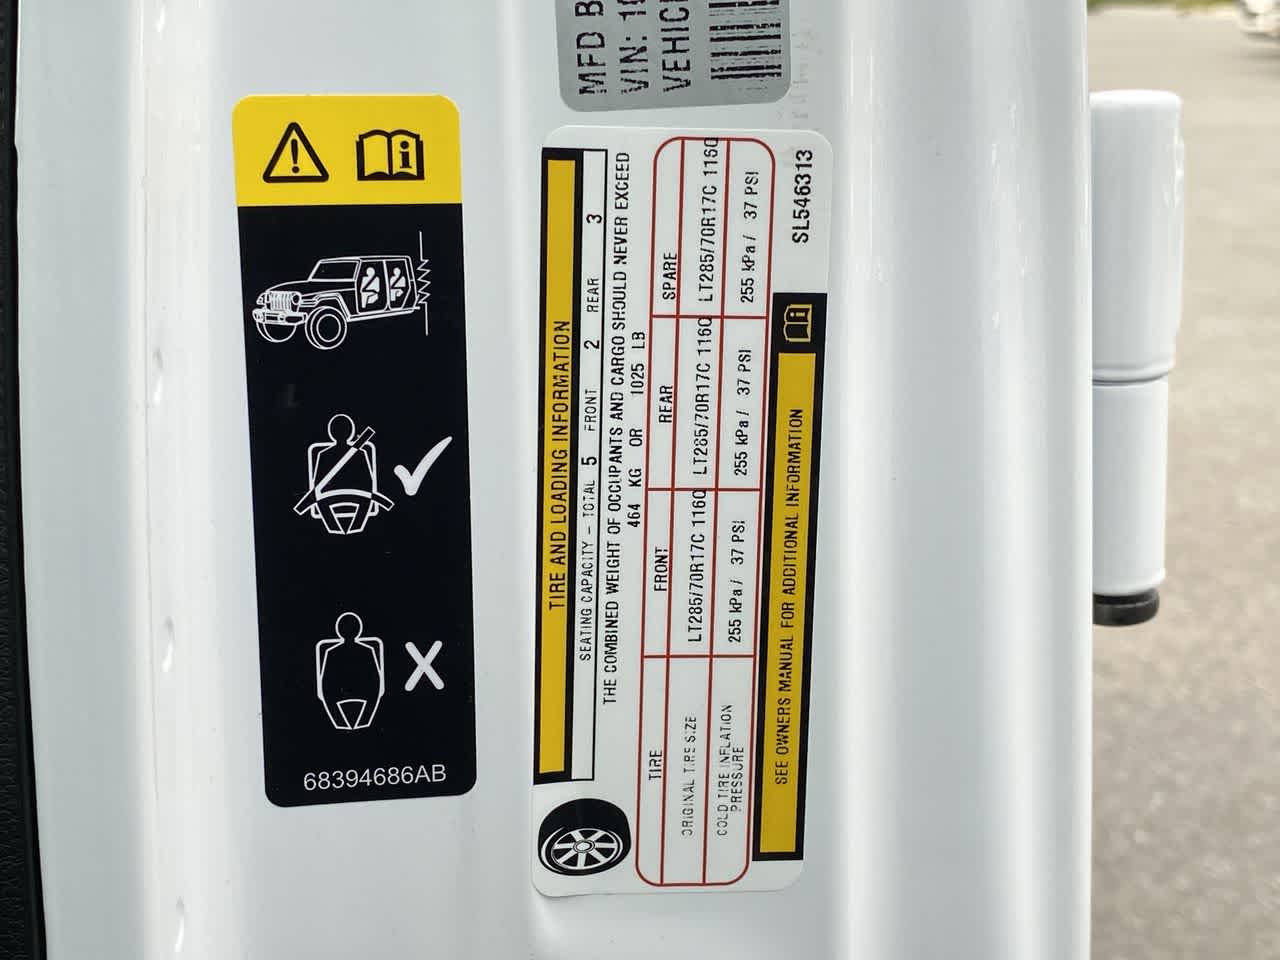 MFD B
VIN: 1
VEHIC
68394686AB
TIRE AND LOADING INFORMATION
SEATING CAPACITY – TOTAL 5 FRONT 2 REAR 3
THE COMBINED WEIGHT OF OCCUPANTS AND CARGO SHOULD NEVER EXCEED
464 KG OR 1025 LB
TIRE FRONT REAR SPARE
ORIGINAL TIRE SIZE LT285/70R17C 116Q LT285/70R17C 116Q LT285/70R17C 116Q
COLD TIRE INFLATION
PRESSURE 255 kPa / 37 PSI 255 kPa / 37 PSI 255 kPa / 37 PSI
SEE OWNERS MANUAL FOR ADDITIONAL INFORMATION
SL546313